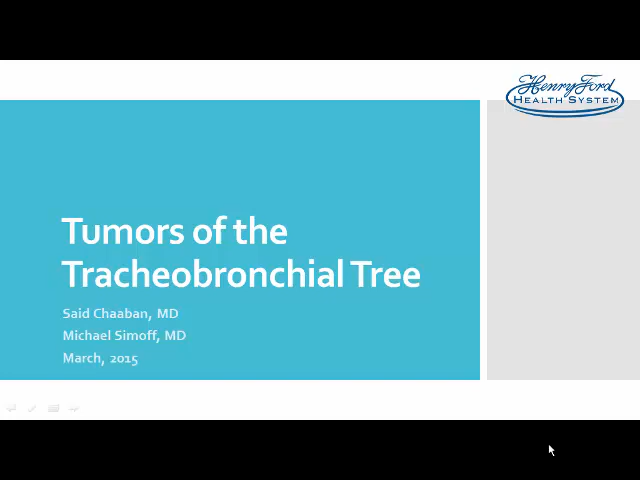 Henry Ford
HEALTH SYSTEM
Tumors of the
Tracheobronchial Tree
Said Chaaban, MD
Michael Simoff, MD
March, 2015